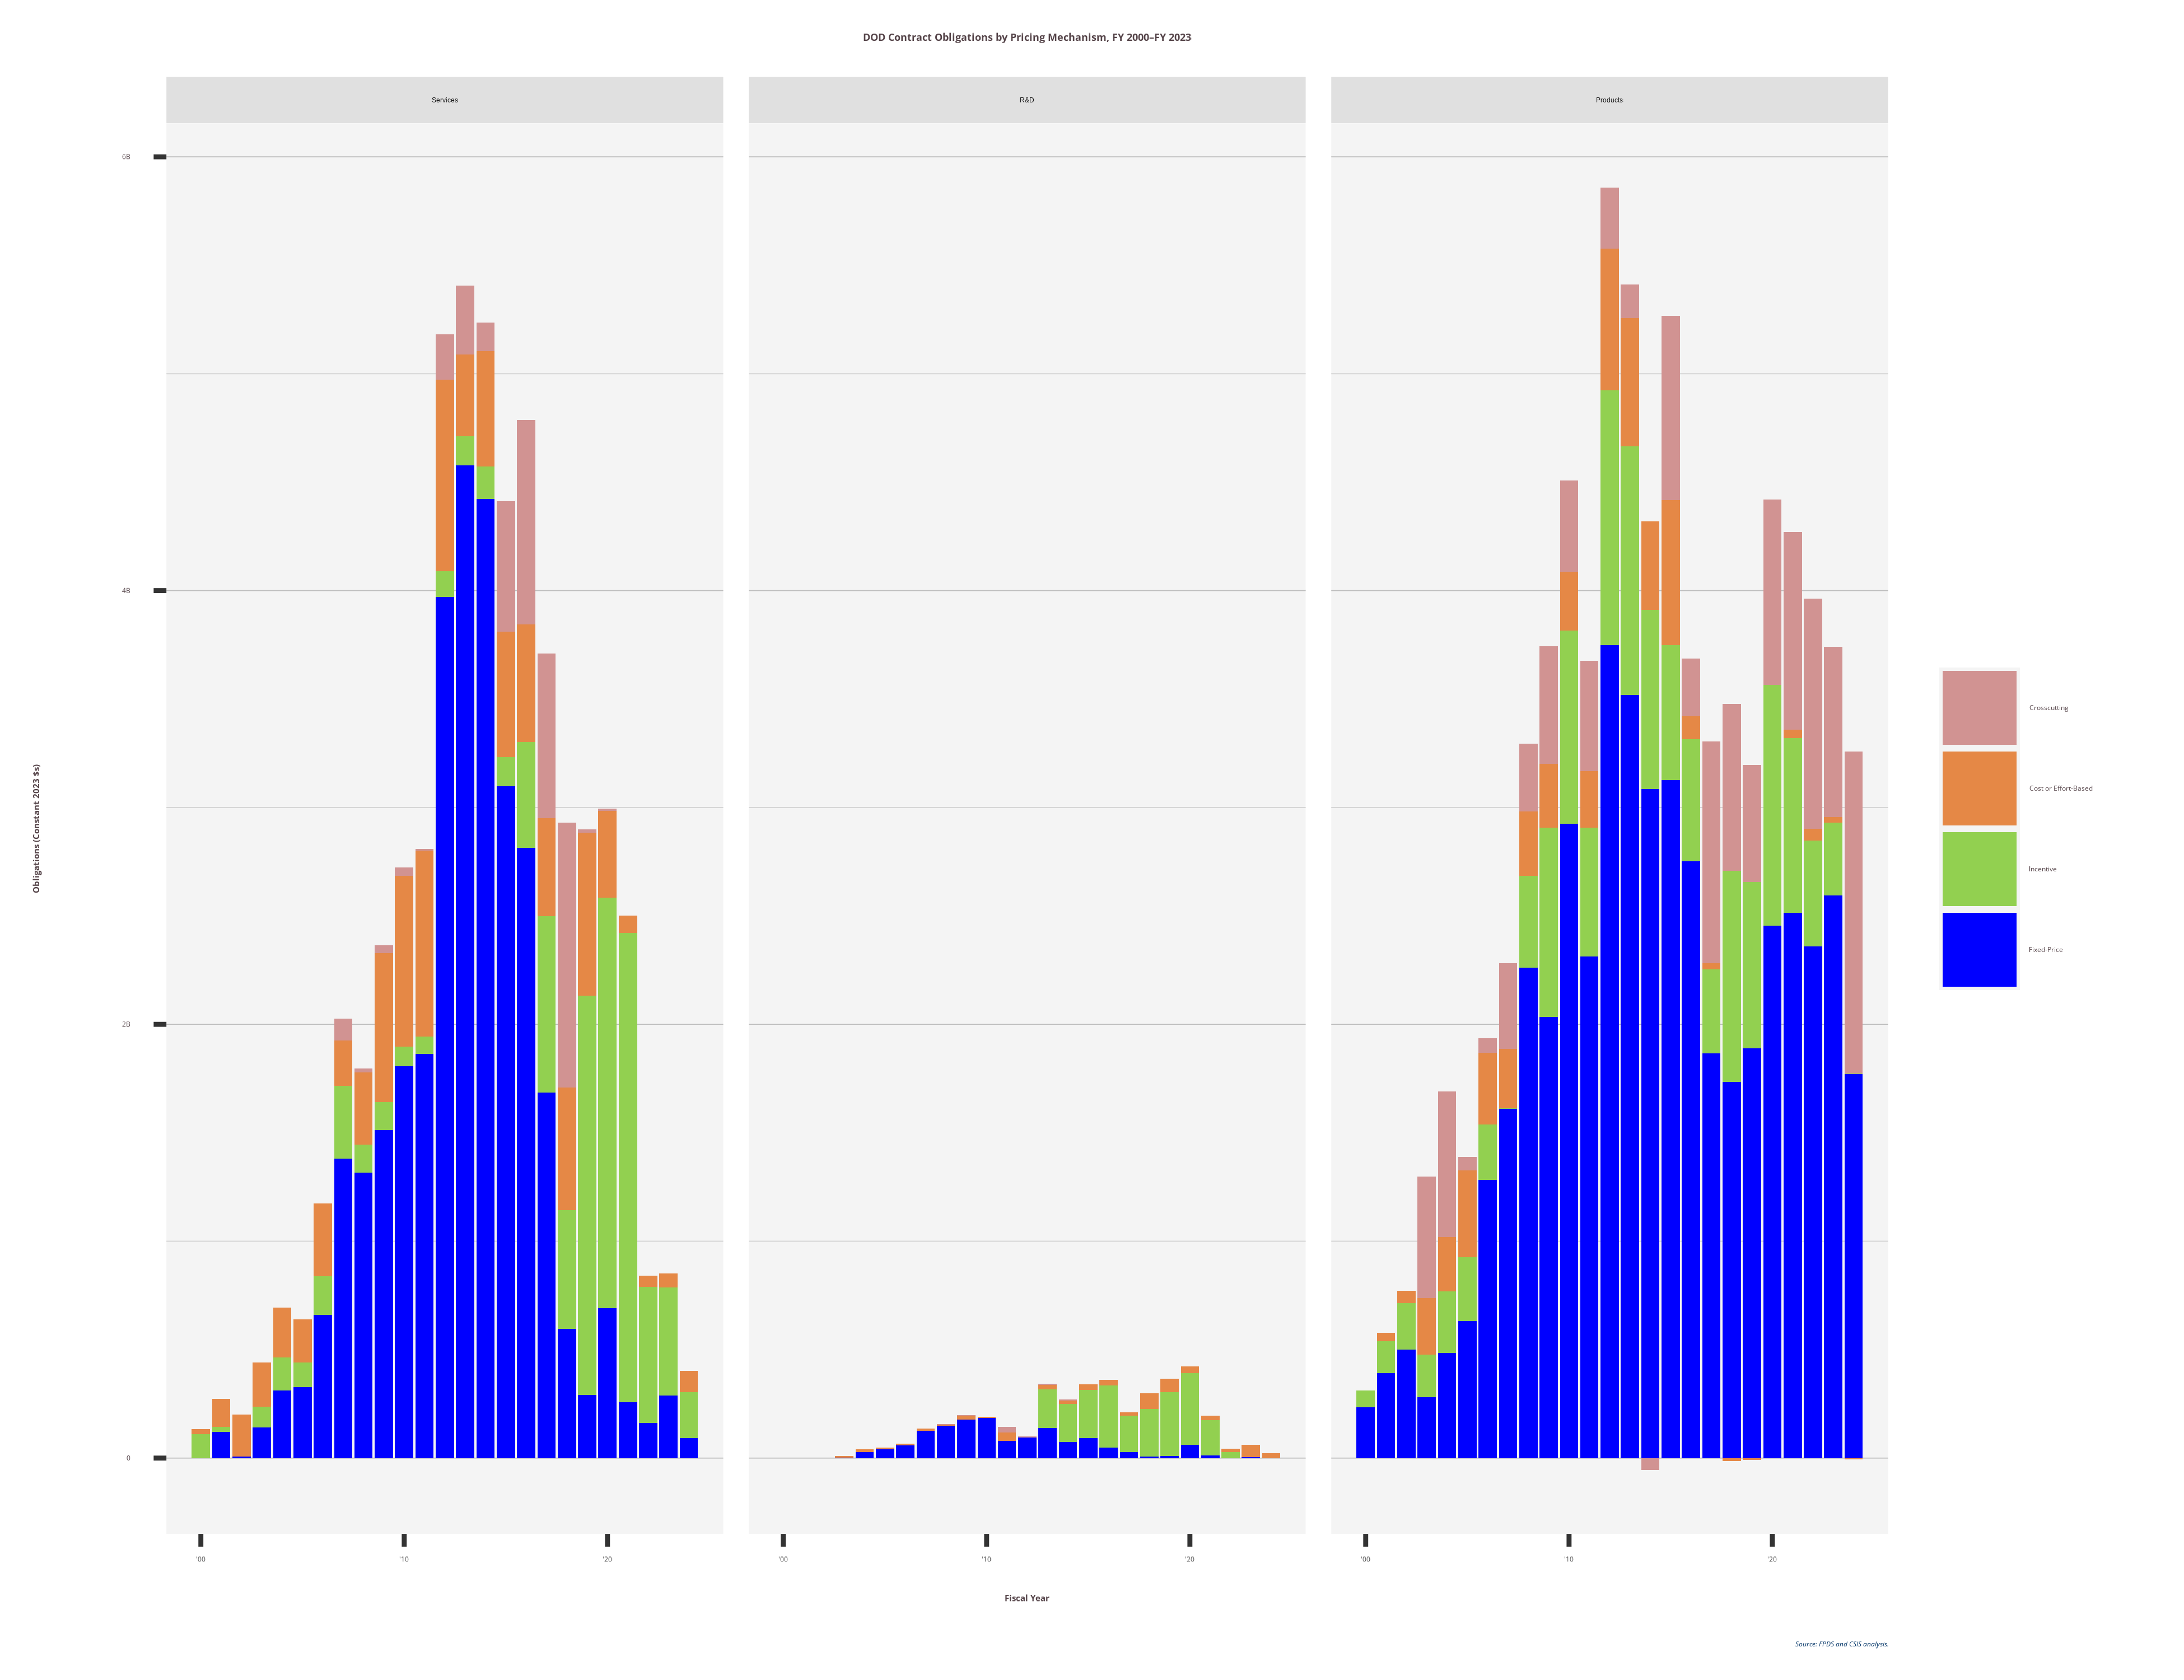 DOD Contract Obligations by Pricing Mechanism, FY 2000–FY 2023
Services
R&D
Products
6B
4B
2B
0
Obligations (Constant 2023 $s)
Crosscutting
Cost or Effort-Based
Incentive
Fixed-Price
'00
'10
'20
'00
'10
'20
'00
'10
'20
Fiscal Year
Source: FPDS and CSIS analysis.